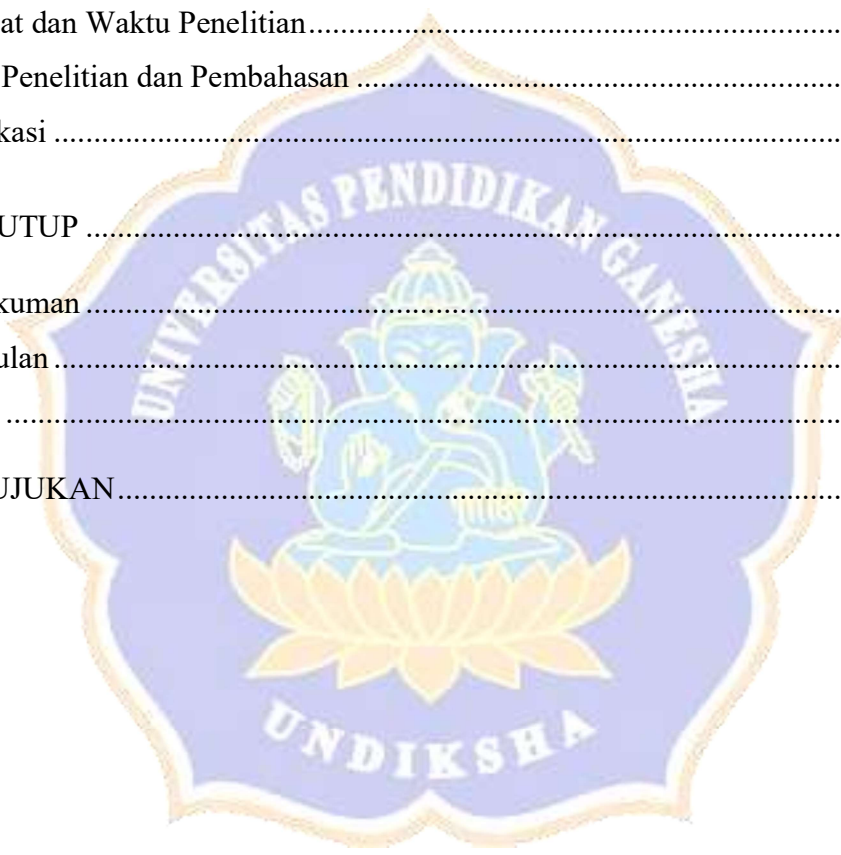 at dan Waktu Penelitian
Penelitian dan Pembahasan
kasi
UNIVERSITAS PENDIDIKAN GANESHA
UTUP
kuman
ulan
UJUKAN
UNDIKSHA